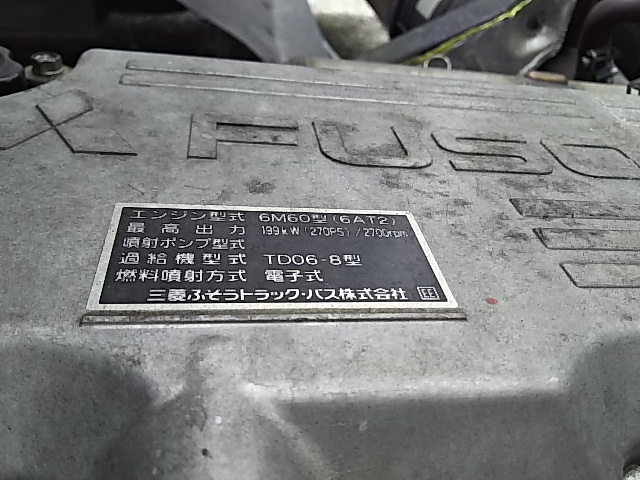 FUSO
エンジン型式 6M60型(6AT2)
最高出力 199kW(270PS)/2700rpm
噴射ポンプ型式
過給機型式 TD06-8型
燃料噴射方式 電子式
三菱ふそうトラック・バス株式会社 EE